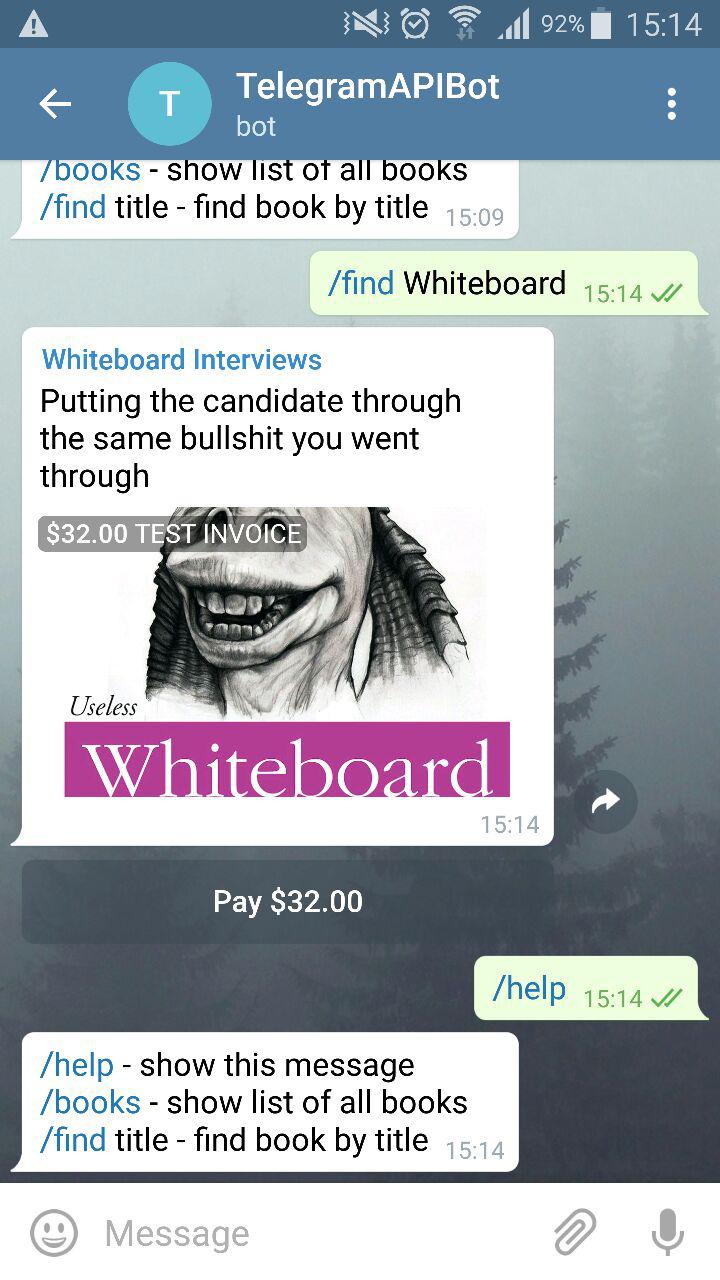 92% 15:14
T
TelegramAPIBot
bot
/books - show list of all books
/find title - find book by title 15:09
/find Whiteboard 15:14
Whiteboard Interviews
Putting the candidate through
the same bullshit you went
through
$32.00 TEST INVOICE
Useless
Whiteboard
15:14
Pay $32.00
/help 15:14
/help - show this message
/books - show list of all books
/find title - find book by title 15:14
Message